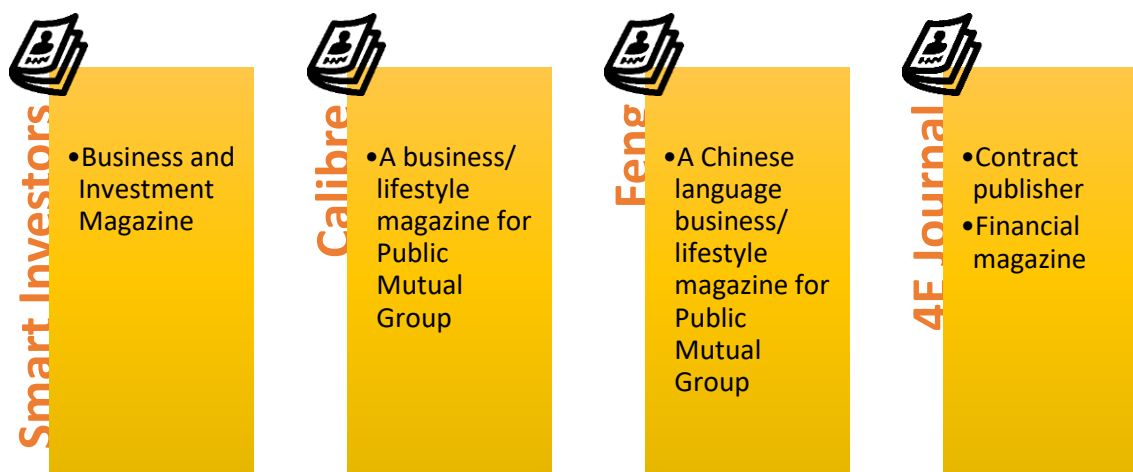 Smart Investors
•Business and
Investment
Magazine
Calibre
•A business/
lifestyle
magazine for
Public
Mutual
Group
Feng
•A Chinese
language
business/
lifestyle
magazine for
Public
Mutual
Group
4E Journal
•Contract
publisher
•Financial
magazine